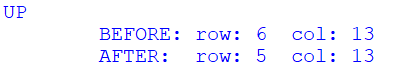 UP
BEFORE: row: 6  col: 13
AFTER:  row: 5  col: 13